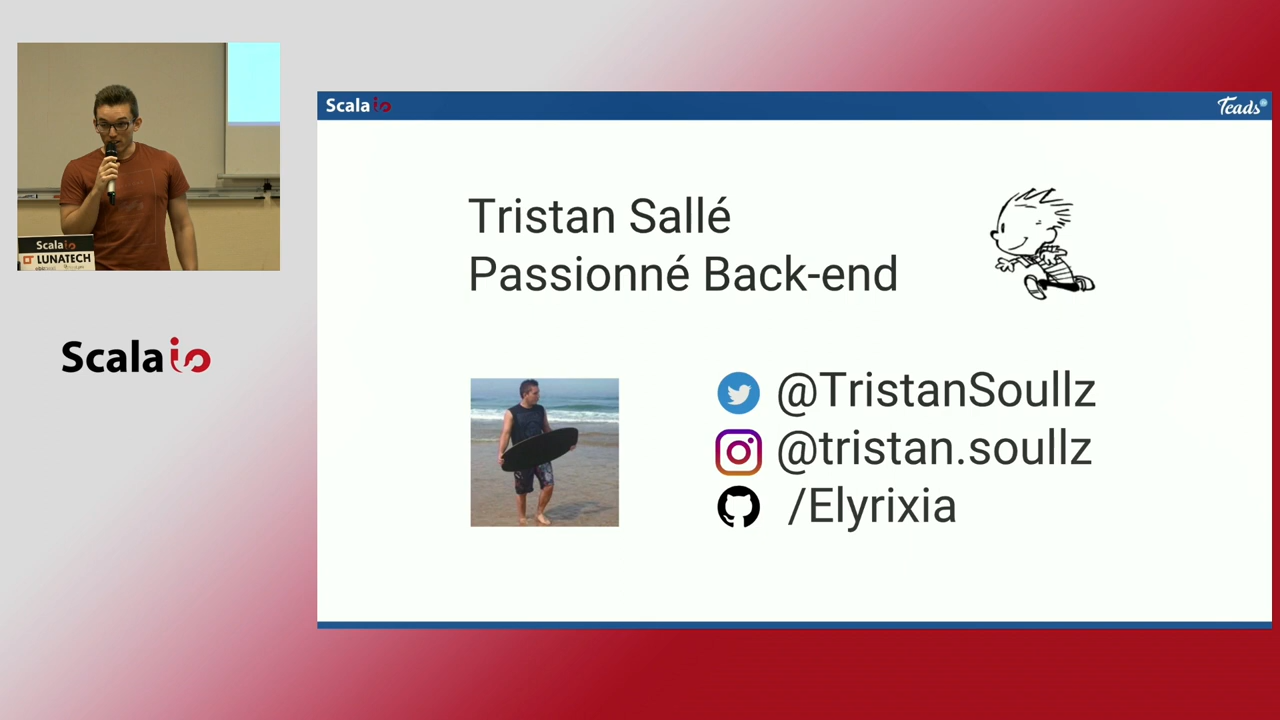 Scala io
LUNATECH
Scala io
Scala io
Teads
Tristan Sallé
Passionné Back-end
@TristanSoullz
@tristan.soullz
/Elyrixia